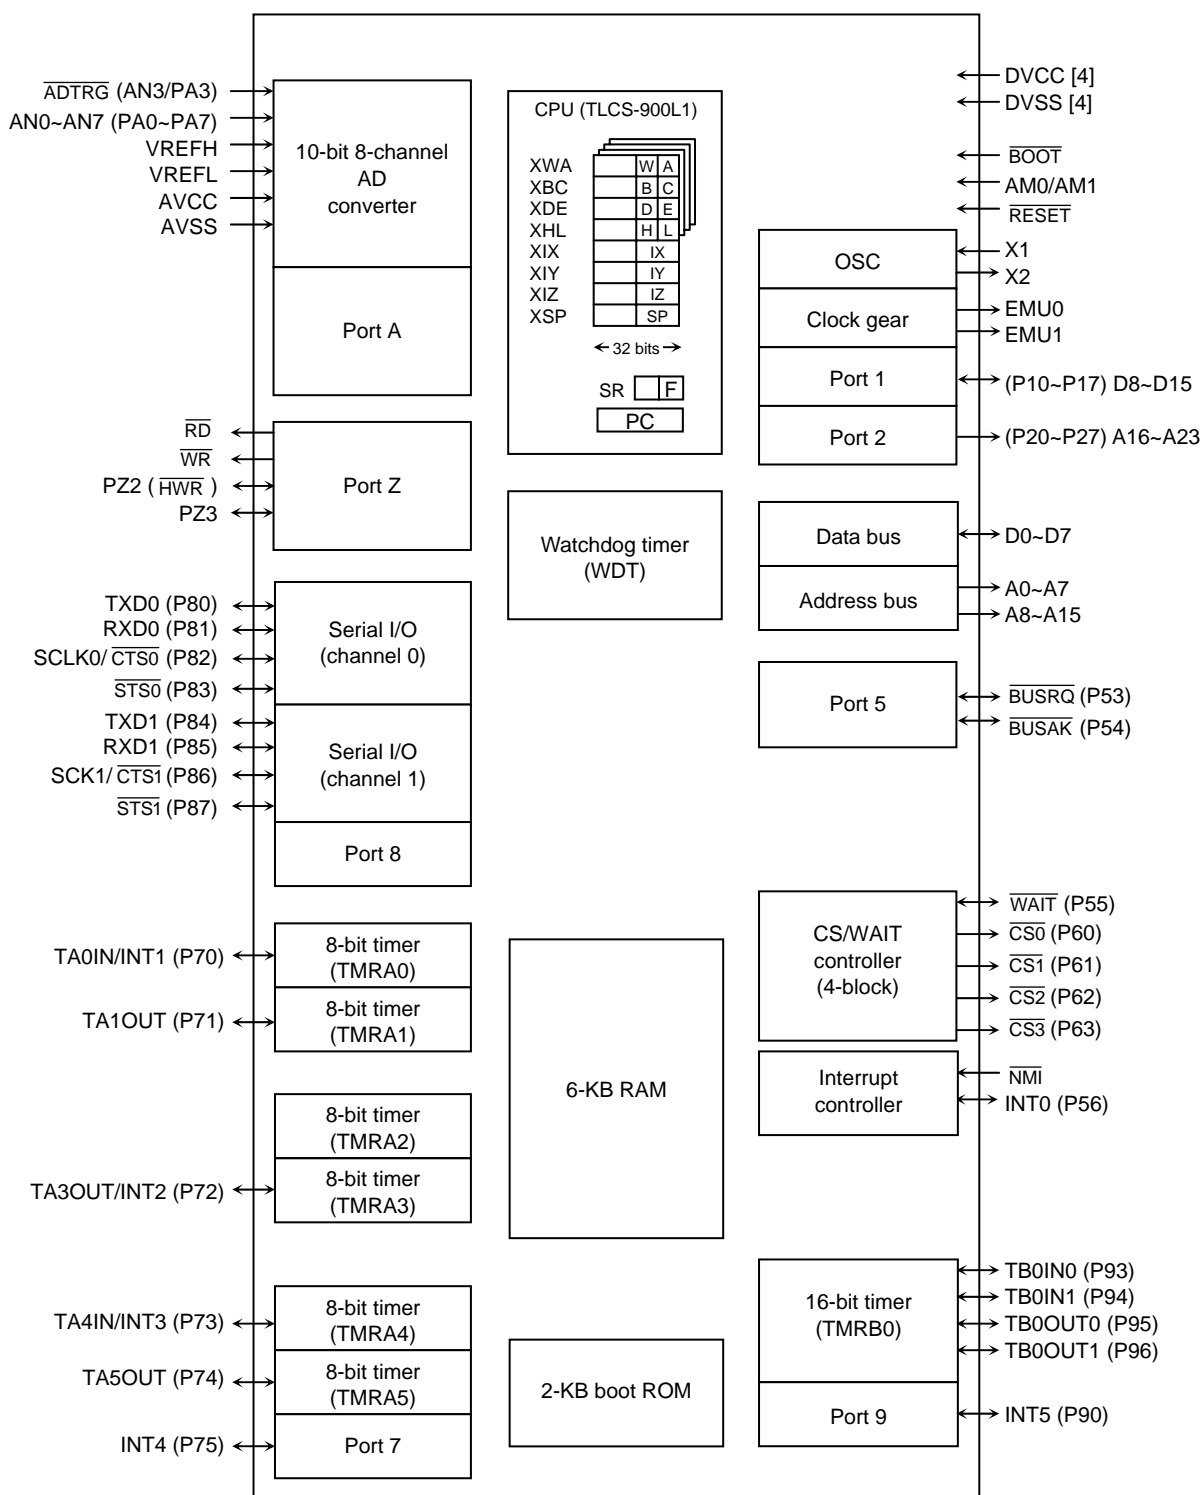 ADTRG (AN3/PA3)
AN0~AN7 (PA0~PA7)
VREFH
VREFL
AVCC
AVSS
10-bit 8-channel
AD
converter
Port A
RD
WR
PZ2 ( HWR )
PZ3
Port Z
TXD0 (P80)
RXD0 (P81)
SCLK0/ CTS0 (P82)
STS0 (P83)
Serial I/O
(channel 0)
TXD1 (P84)
RXD1 (P85)
SCK1/ CTS1 (P86)
STS1 (P87)
Serial I/O
(channel 1)
Port 8
TA0IN/INT1 (P70)
8-bit timer
(TMRA0)
TA1OUT (P71)
8-bit timer
(TMRA1)
8-bit timer
(TMRA2)
TA3OUT/INT2 (P72)
8-bit timer
(TMRA3)
TA4IN/INT3 (P73)
8-bit timer
(TMRA4)
TA5OUT (P74)
8-bit timer
(TMRA5)
INT4 (P75)
Port 7
CPU (TLCS-900L1)
XWA W A
XBC B C
XDE D E
XHL H L
XIX IX
XIY IY
XIZ IZ
XSP SP
32 bits
SR F
PC
Watchdog timer
(WDT)
6-KB RAM
2-KB boot ROM
DVCC [4]
DVSS [4]
BOOT
AM0/AM1
RESET
OSC
X1
X2
Clock gear
EMU0
EMU1
Port 1
(P10~P17) D8~D15
Port 2
(P20~P27) A16~A23
Data bus
D0~D7
Address bus
A0~A7
A8~A15
Port 5
BUSRQ (P53)
BUSAK (P54)
CS/WAIT
controller
(4-block)
WAIT (P55)
CS0 (P60)
CS1 (P61)
CS2 (P62)
CS3 (P63)
Interrupt
controller
NMI
INT0 (P56)
16-bit timer
(TMRB0)
TB0IN0 (P93)
TB0IN1 (P94)
TB0OUT0 (P95)
TB0OUT1 (P96)
Port 9
INT5 (P90)